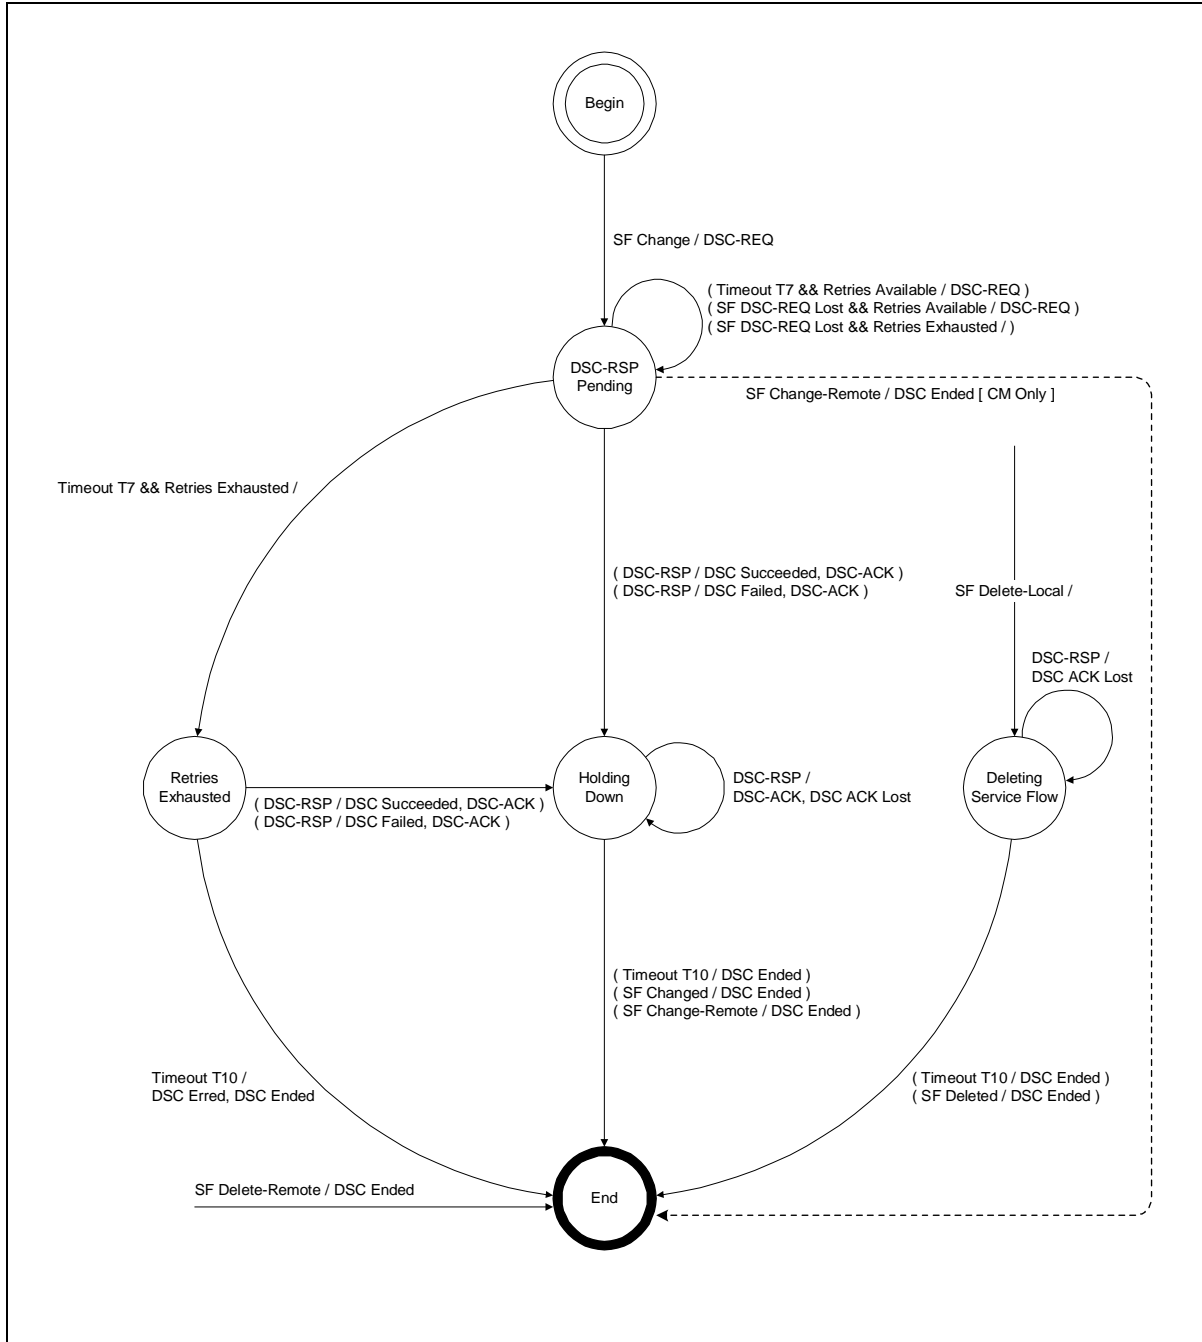 Begin
SF Change / DSC-REQ
( Timeout T7 && Retries Available / DSC-REQ )
( SF DSC-REQ Lost && Retries Available / DSC-REQ )
( SF DSC-REQ Lost && Retries Exhausted / )
DSC-RSP
Pending
SF Change-Remote / DSC Ended [ CM Only ]
Timeout T7 && Retries Exhausted /
( DSC-RSP / DSC Succeeded, DSC-ACK )
( DSC-RSP / DSC Failed, DSC-ACK )
SF Delete-Local /
DSC-RSP /
DSC ACK Lost
Retries
Exhausted
( DSC-RSP / DSC Succeeded, DSC-ACK )
( DSC-RSP / DSC Failed, DSC-ACK )
Holding
Down
DSC-RSP /
DSC-ACK, DSC ACK Lost
Deleting
Service Flow
( Timeout T10 / DSC Ended )
( SF Changed / DSC Ended )
( SF Change-Remote / DSC Ended )
Timeout T10 /
DSC Erred, DSC Ended
( Timeout T10 / DSC Ended )
( SF Deleted / DSC Ended )
SF Delete-Remote / DSC Ended
End